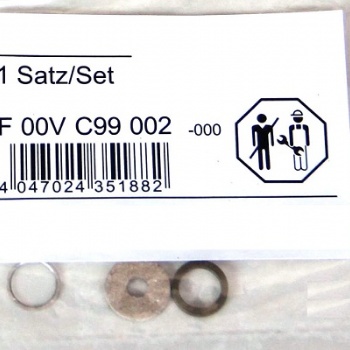 1 Satz/Set
F 00V C99 002 -000
4 047024 351882